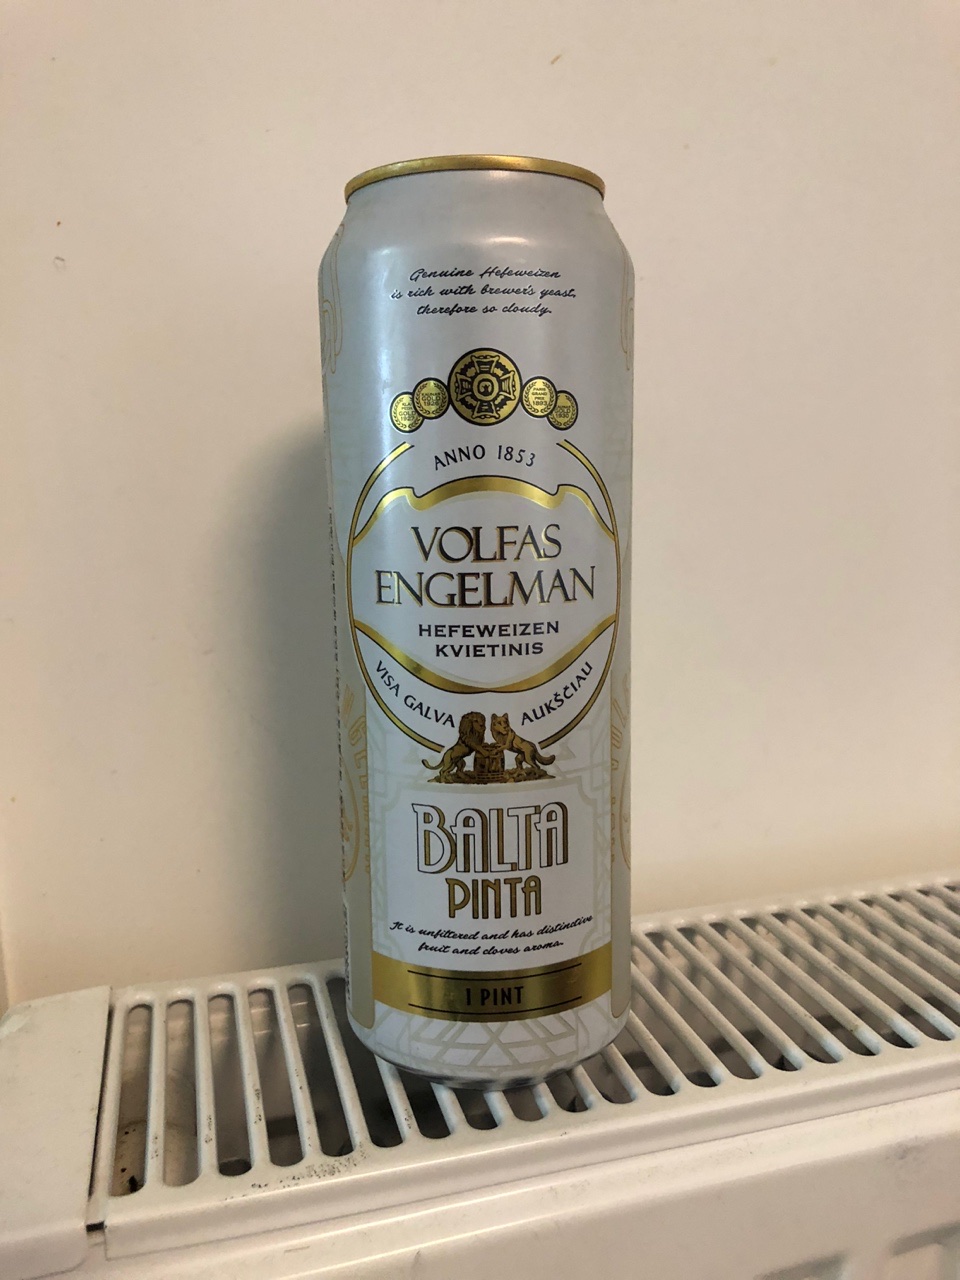 Genuine Hefeweizen
is rich with brewer's yeast,
therefore so cloudy.
ANNO 1853
VOLFAS
ENGELMAN
HEFEWEIZEN
KVIETINIS
VISA GALVA AUKŠČIAU
BALTA
PINTA
It is unfiltered and has distinctive
fruit and cloves aroma.
1 PINT